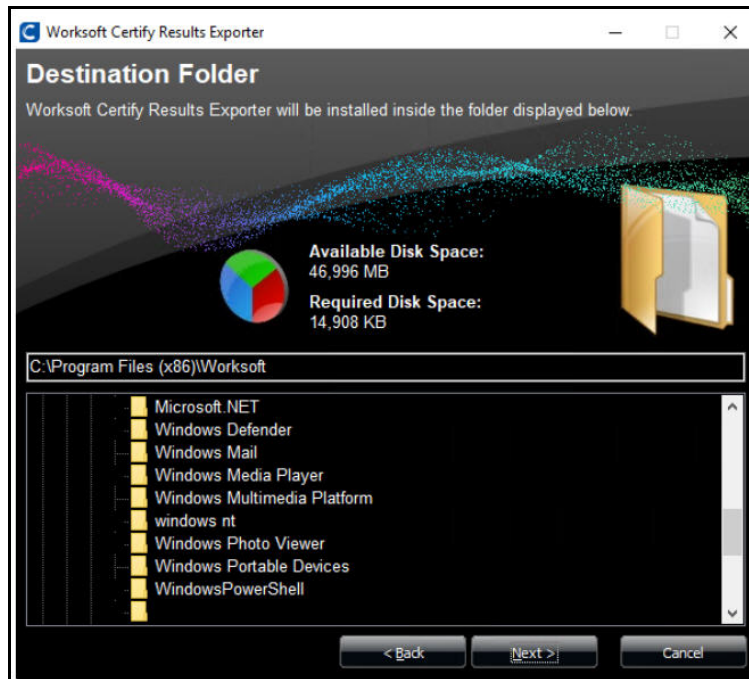 Worksoft Certify Results Exporter
Destination Folder
Worksoft Certify Results Exporter will be installed inside the folder displayed below.
Available Disk Space:
46,996 MB
Required Disk Space:
14,908 KB
C:\Program Files (x86)\Worksoft
Microsoft.NET
Windows Defender
Windows Mail
Windows Media Player
Windows Multimedia Platform
windows nt
Windows Photo Viewer
Windows Portable Devices
WindowsPowerShell
< Back
Next >
Cancel